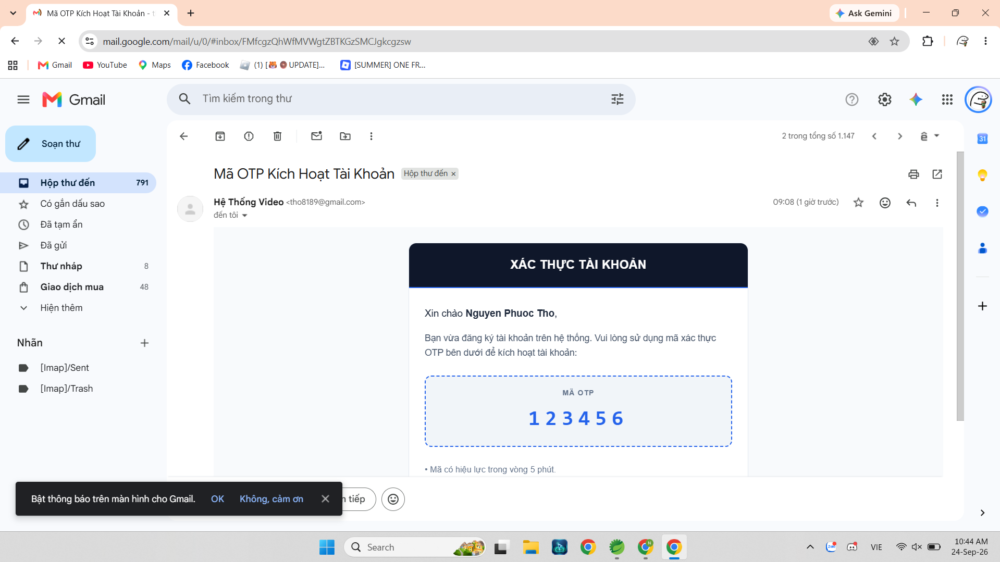 Mã OTP Kích Hoạt Tài Khoản - t
Ask Gemini
mail.google.com/mail/u/0/#inbox/FMfcgzQhWfMVWgtZBTKGzSMCJgkcgzsw
Gmail
YouTube
Maps
Facebook
(1) [🐹 🍩 UPDATE]...
[SUMMER] ONE FR...
Gmail
Tìm kiếm trong thư
Soạn thư
2 trong tổng số 1.147
Hộp thư đến 791
Có gắn dấu sao
Đã tạm ẩn
Đã gửi
Thư nháp 8
Giao dịch mua 48
Hiện thêm
Nhãn
[Imap]/Sent
[Imap]/Trash
Mã OTP Kích Hoạt Tài Khoản
Hộp thư đến
Hệ Thống Video <tho8189@gmail.com>
09:08 (1 giờ trước)
đến tôi
XÁC THỰC TÀI KHOẢN
Xin chào Nguyen Phuoc Tho,
Bạn vừa đăng ký tài khoản trên hệ thống. Vui lòng sử dụng mã xác thực
OTP bên dưới để kích hoạt tài khoản:
MÃ OTP
1 2 3 4 5 6
• Mã có hiệu lực trong vòng 5 phút.
31
Bật thông báo trên màn hình cho Gmail.
OK
Không, cảm ơn
tiếp
Search
N
Zalo
VIE
10:44 AM
24-Sep-26